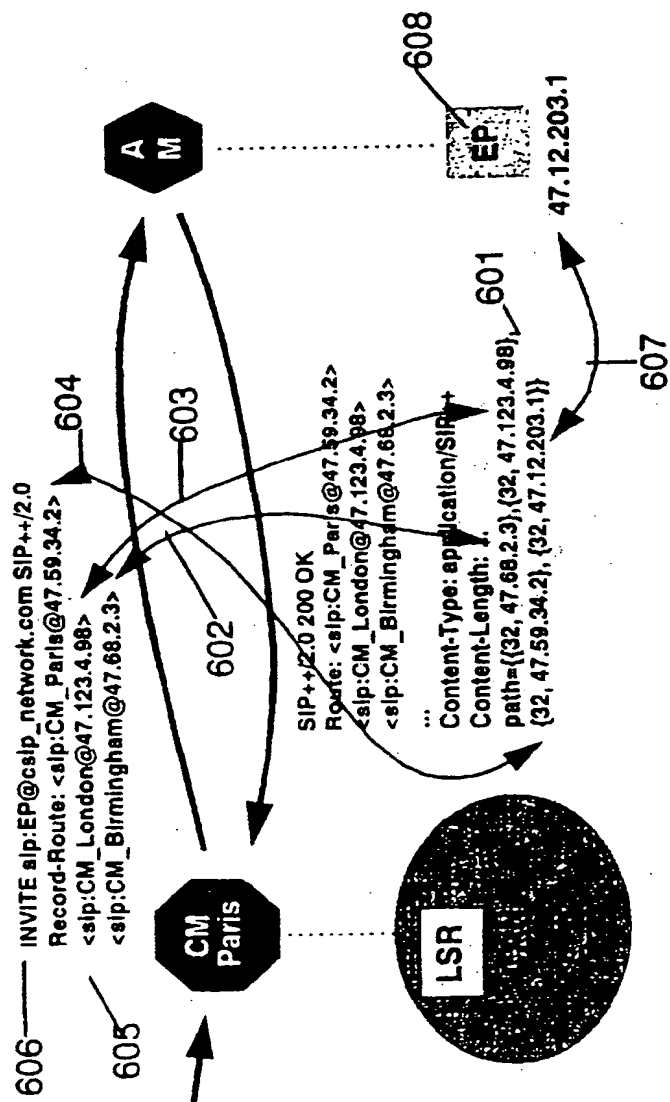 606
INVITE sip:EP@csip_network.com SIP++/2.0
Record-Route: <sip:CM_Paris@47.59.34.2>
<sip:CM_London@47.123.4.98>
<sip:CM_Birmingham@47.68.2.3>
605
604
603
602
CM
Paris
A
M
SIP++/2.0 200 OK
Route: <sip:CM_Paris@47.59.34.2>
<sip:CM_London@47.123.4.98>
<sip:CM_Birmingham@47.68.2.3>
...
Content-Type: application/SIP++
Content-Length: ...
path={{32, 47.68.2.3},{32, 47.123.4.98},
{32, 47.59.34.2}, {32, 47.12.203.1}}
601
607
LSR
EP
608
47.12.203.1